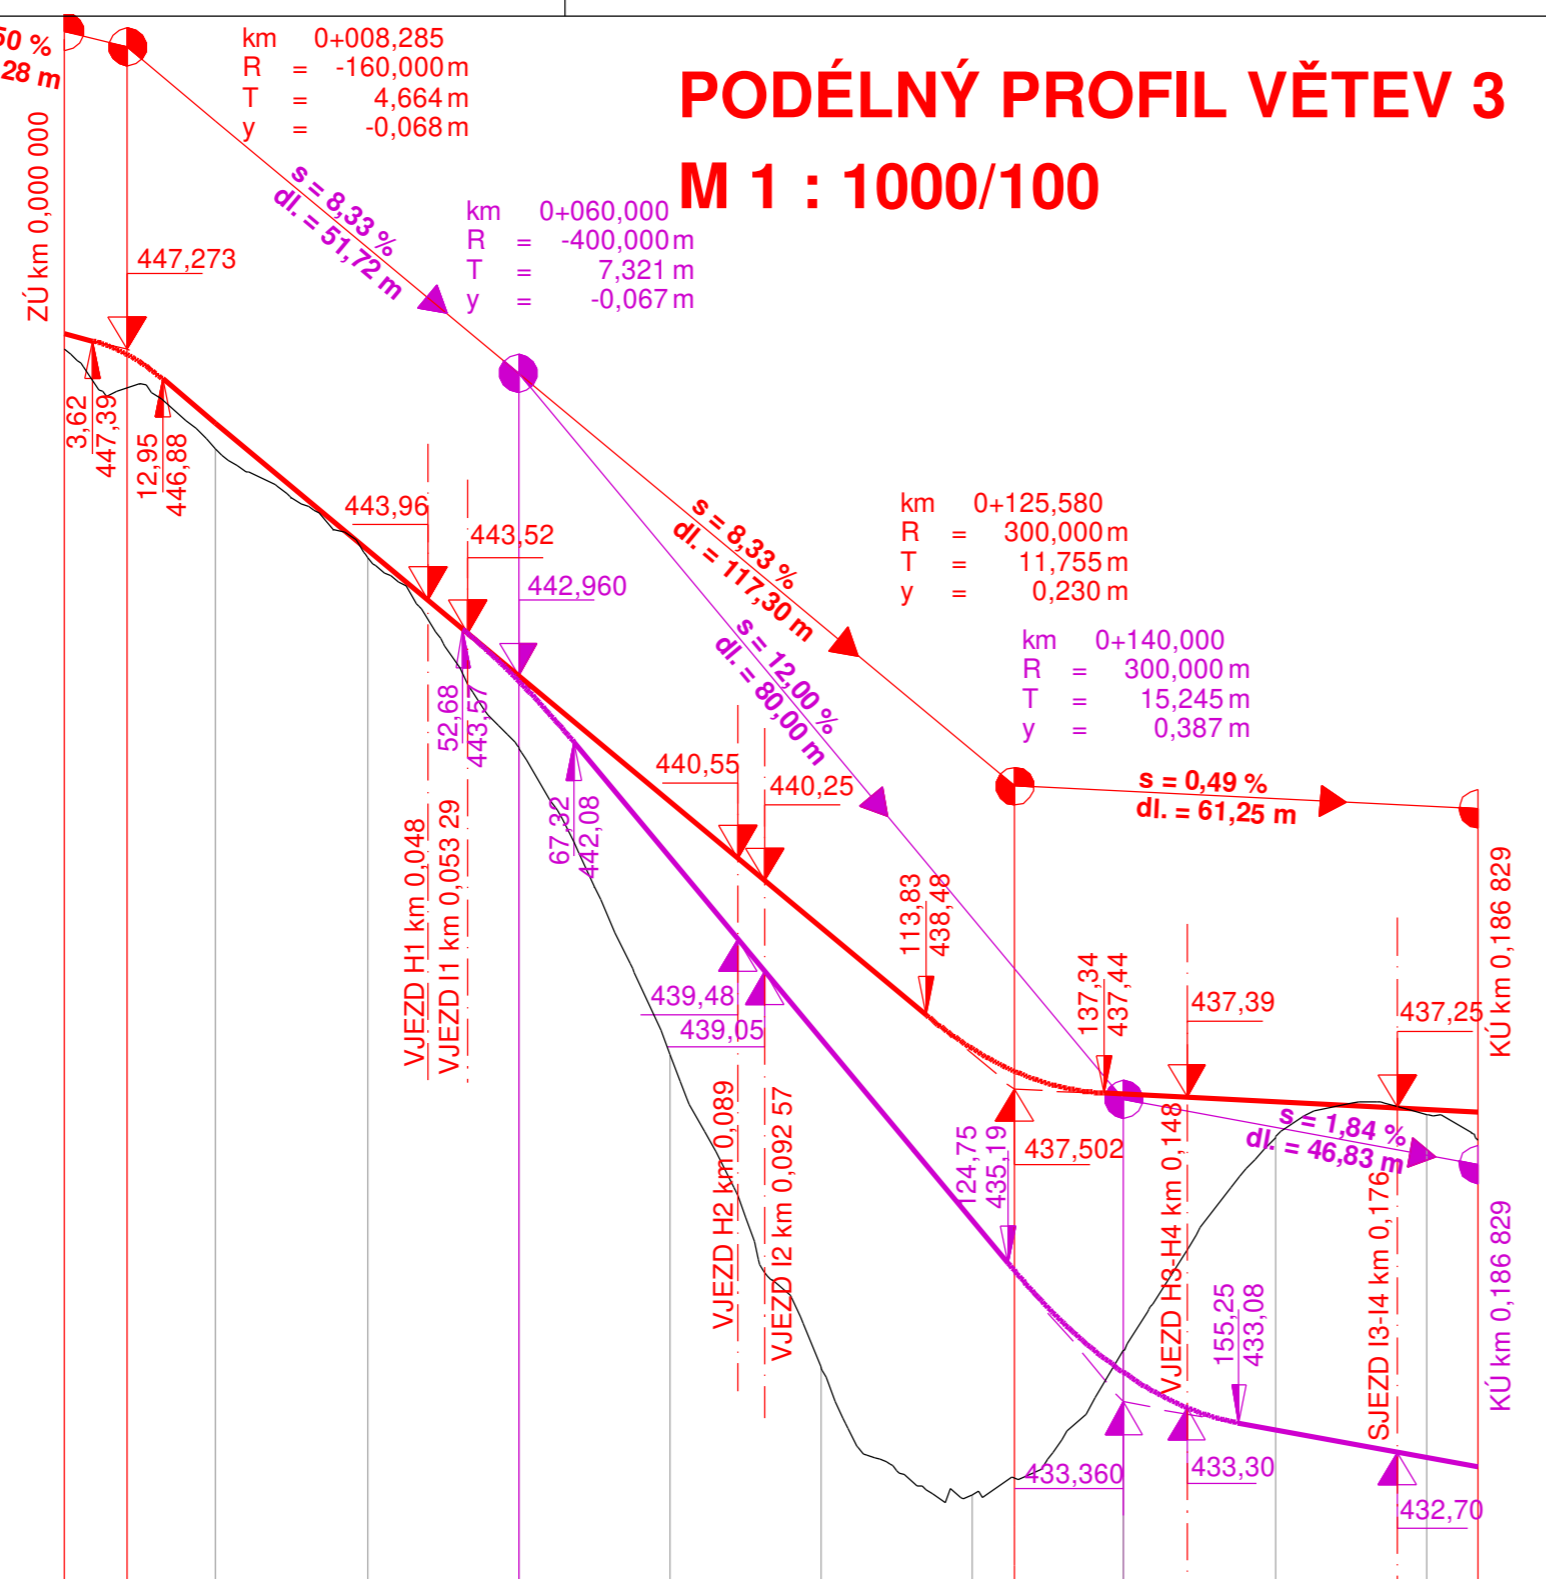 50 %
28 m
km 0+008,285
R = -160,000 m
T = 4,664 m
y = -0,068 m
PODÉLNÝ PROFIL VĚTEV 3
M 1 : 1000/100
ZÚ km 0,000 000
s = 8,33 %
dl. = 51,72 m
km 0+060,000
R = -400,000 m
T = 7,321 m
y = -0,067 m
447,273
3,62
447,39
12,95
446,88
443,96
443,52
442,960
s = 8,33 %
dl. = 117,30 m
km 0+125,580
R = 300,000 m
T = 11,755 m
y = 0,230 m
s = 12,00 %
dl. = 80,00 m
km 0+140,000
R = 300,000 m
T = 15,245 m
y = 0,387 m
52,68
443,57
440,55
440,25
s = 0,49 %
dl. = 61,25 m
67,32
442,08
VJEZD H1 km 0,048
VJEZD I1 km 0,053 29
113,83
438,48
137,34
437,44
437,39
437,25
KÚ km 0,186 829
439,48
439,05
VJEZD H2 km 0,089
VJEZD I2 km 0,092 57
124,75
435,19
437,502
s = 1,84 %
dl. = 46,83 m
VJEZD H3-H4 km 0,148
SJEZD I3-I4 km 0,176
KÚ km 0,186 829
155,25
433,08
433,360
433,30
432,70